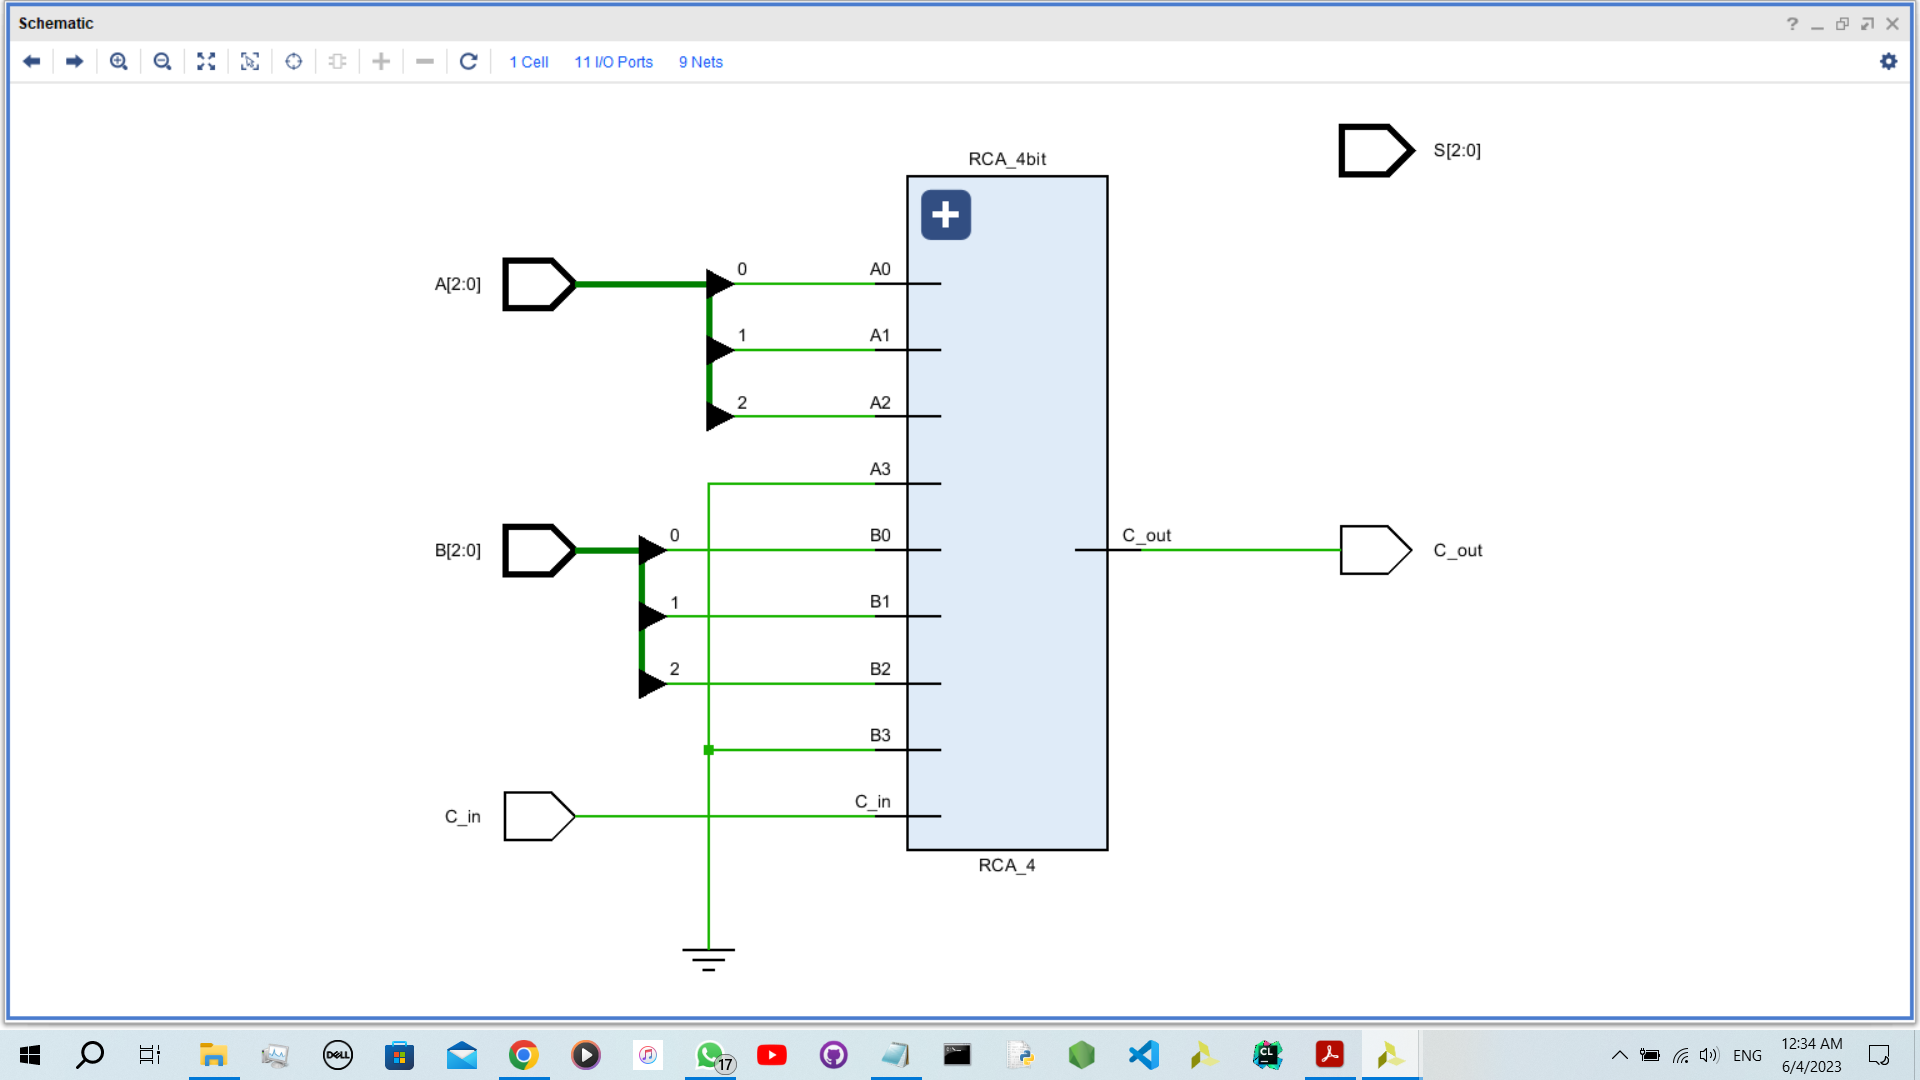 Schematic
1 Cell 11 I/O Ports 9 Nets
RCA_4bit
S[2:0]
A[2:0]
0 A0
1 A1
2 A2
A3
B[2:0]
0 B0
1 B1
2 B2
B3
C_in
C_in
C_out
C_out
RCA_4
DELL
17
CL
ENG
12:34 AM
6/4/2023